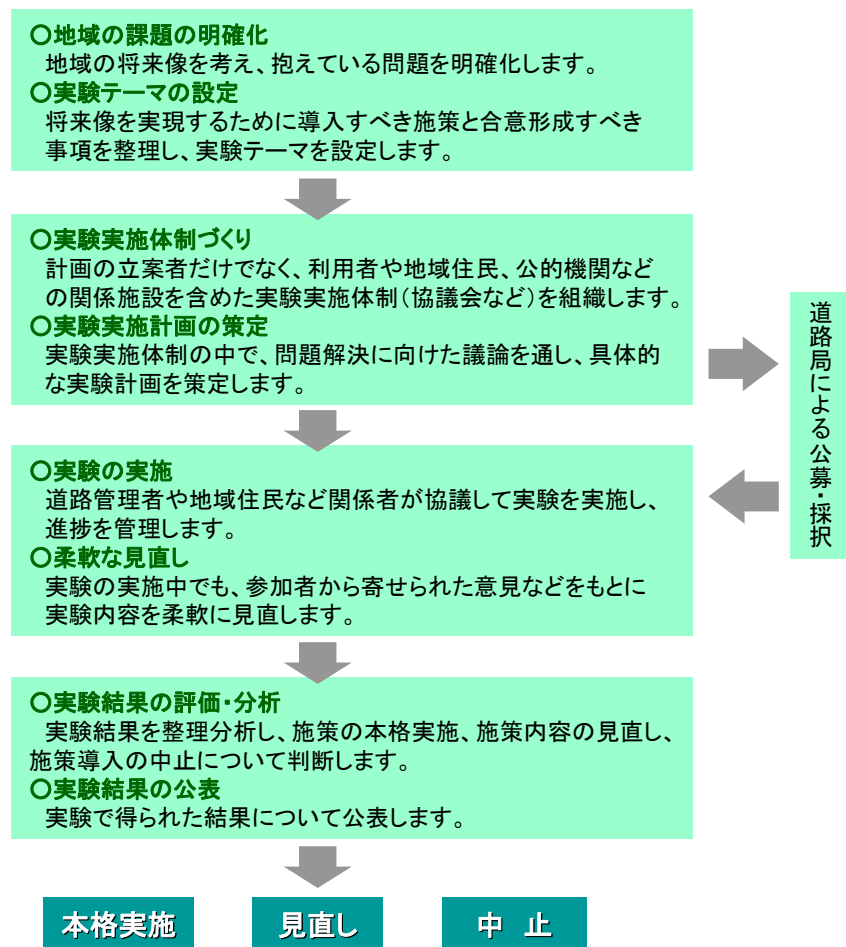 〇地域の課題の明確化
地域の将来像を考え、抱えている問題を明確化します。
〇実験テーマの設定
将来像を実現するために導入すべき施策と合意形成すべき
事項を整理し、実験テーマを設定します。
〇実験実施体制づくり
計画の立案者だけでなく、利用者や地域住民、公的機関など
の関係施設を含めた実験実施体制(協議会など)を組織します。
〇実験実施計画の策定
実験実施体制の中で、問題解決に向けた議論を通し、具体的
な実験計画を策定します。
道路局による公募・採択
〇実験の実施
道路管理者や地域住民など関係者が協議して実験を実施し、
進捗を管理します。
〇柔軟な見直し
実験の実施中でも、参加者から寄せられた意見などをもとに
実験内容を柔軟に見直します。
〇実験結果の評価・分析
実験結果を整理分析し、施策の本格実施、施策内容の見直し、
施策導入の中止について判断します。
〇実験結果の公表
実験で得られた結果について公表します。
本格実施
見直し
中 止